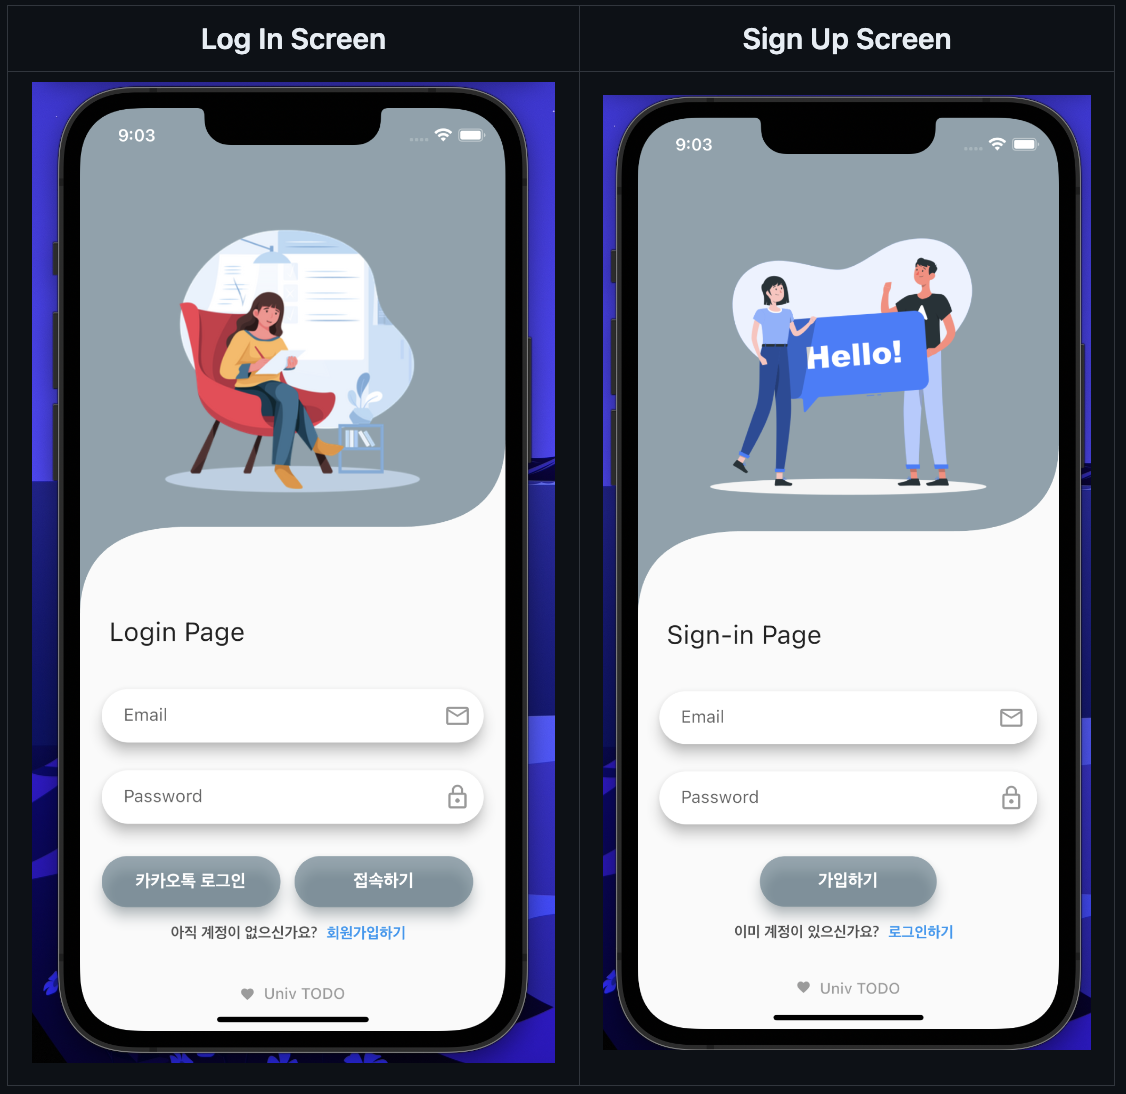 Log In Screen
Sign Up Screen
9:03
Login Page
Email
Password
카카오톡 로그인
접속하기
아직 계정이 없으신가요? 회원가입하기
Univ TODO
9:03
Hello!
Sign-in Page
Email
Password
가입하기
이미 계정이 있으신가요? 로그인하기
Univ TODO